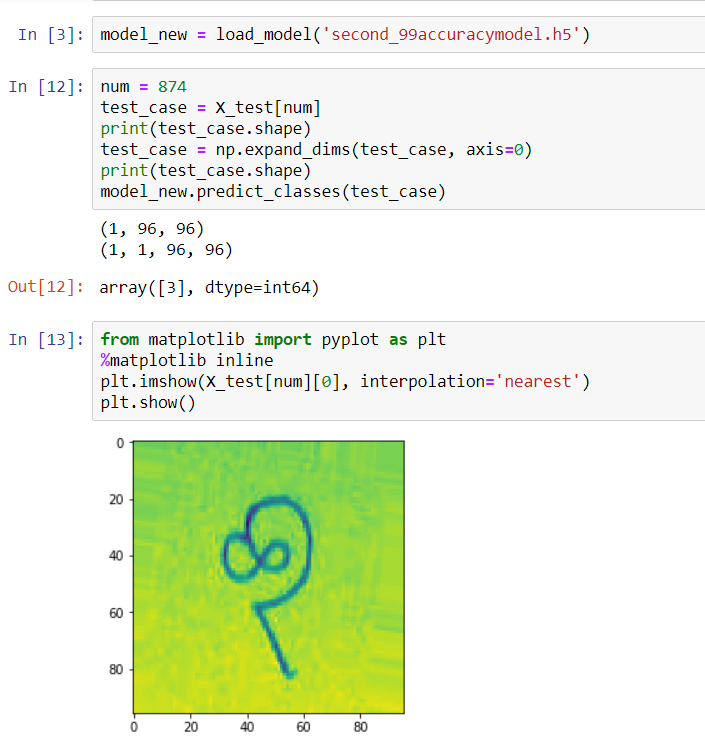 In [3]: model_new = load_model('second_99accuracymodel.h5')
In [12]: num = 874
test_case = X_test[num]
print(test_case.shape)
test_case = np.expand_dims(test_case, axis=0)
print(test_case.shape)
model_new.predict_classes(test_case)
(1, 96, 96)
(1, 1, 96, 96)
Out[12]: array([3], dtype=int64)
In [13]: from matplotlib import pyplot as plt
%matplotlib inline
plt.imshow(X_test[num][0], interpolation='nearest')
plt.show()
0
20
40
60
80
0 20 40 60 80